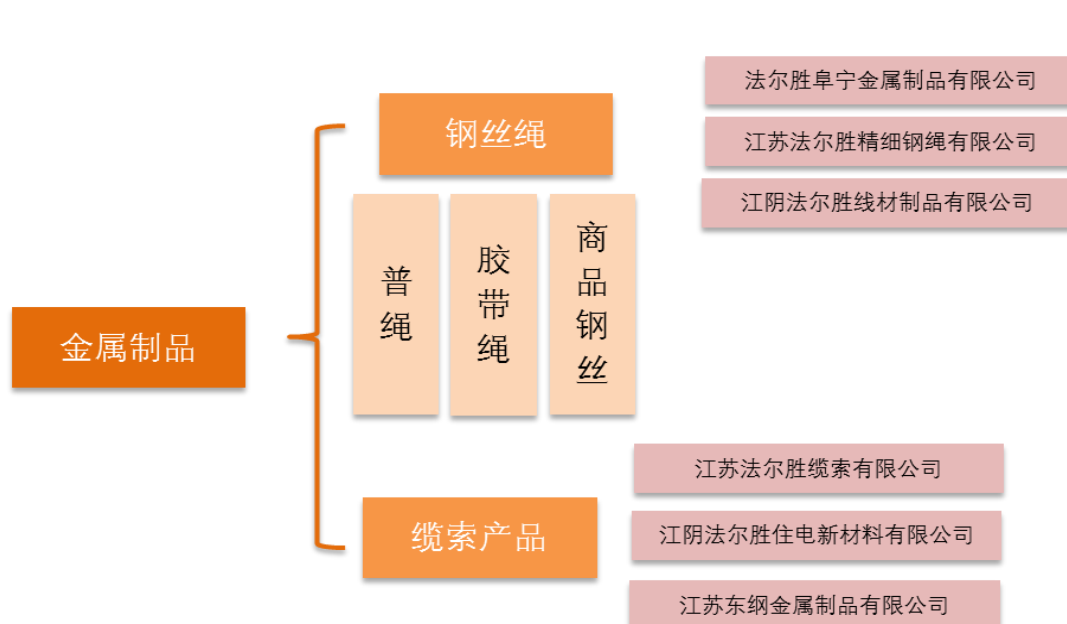 金属制品
钢丝绳
普绳
胶带绳
商品钢丝
法尔胜阜宁金属制品有限公司
江苏法尔胜精细钢绳有限公司
江阴法尔胜线材制品有限公司
缆索产品
江苏法尔胜缆索有限公司
江阴法尔胜住电新材料有限公司
江苏东纲金属制品有限公司